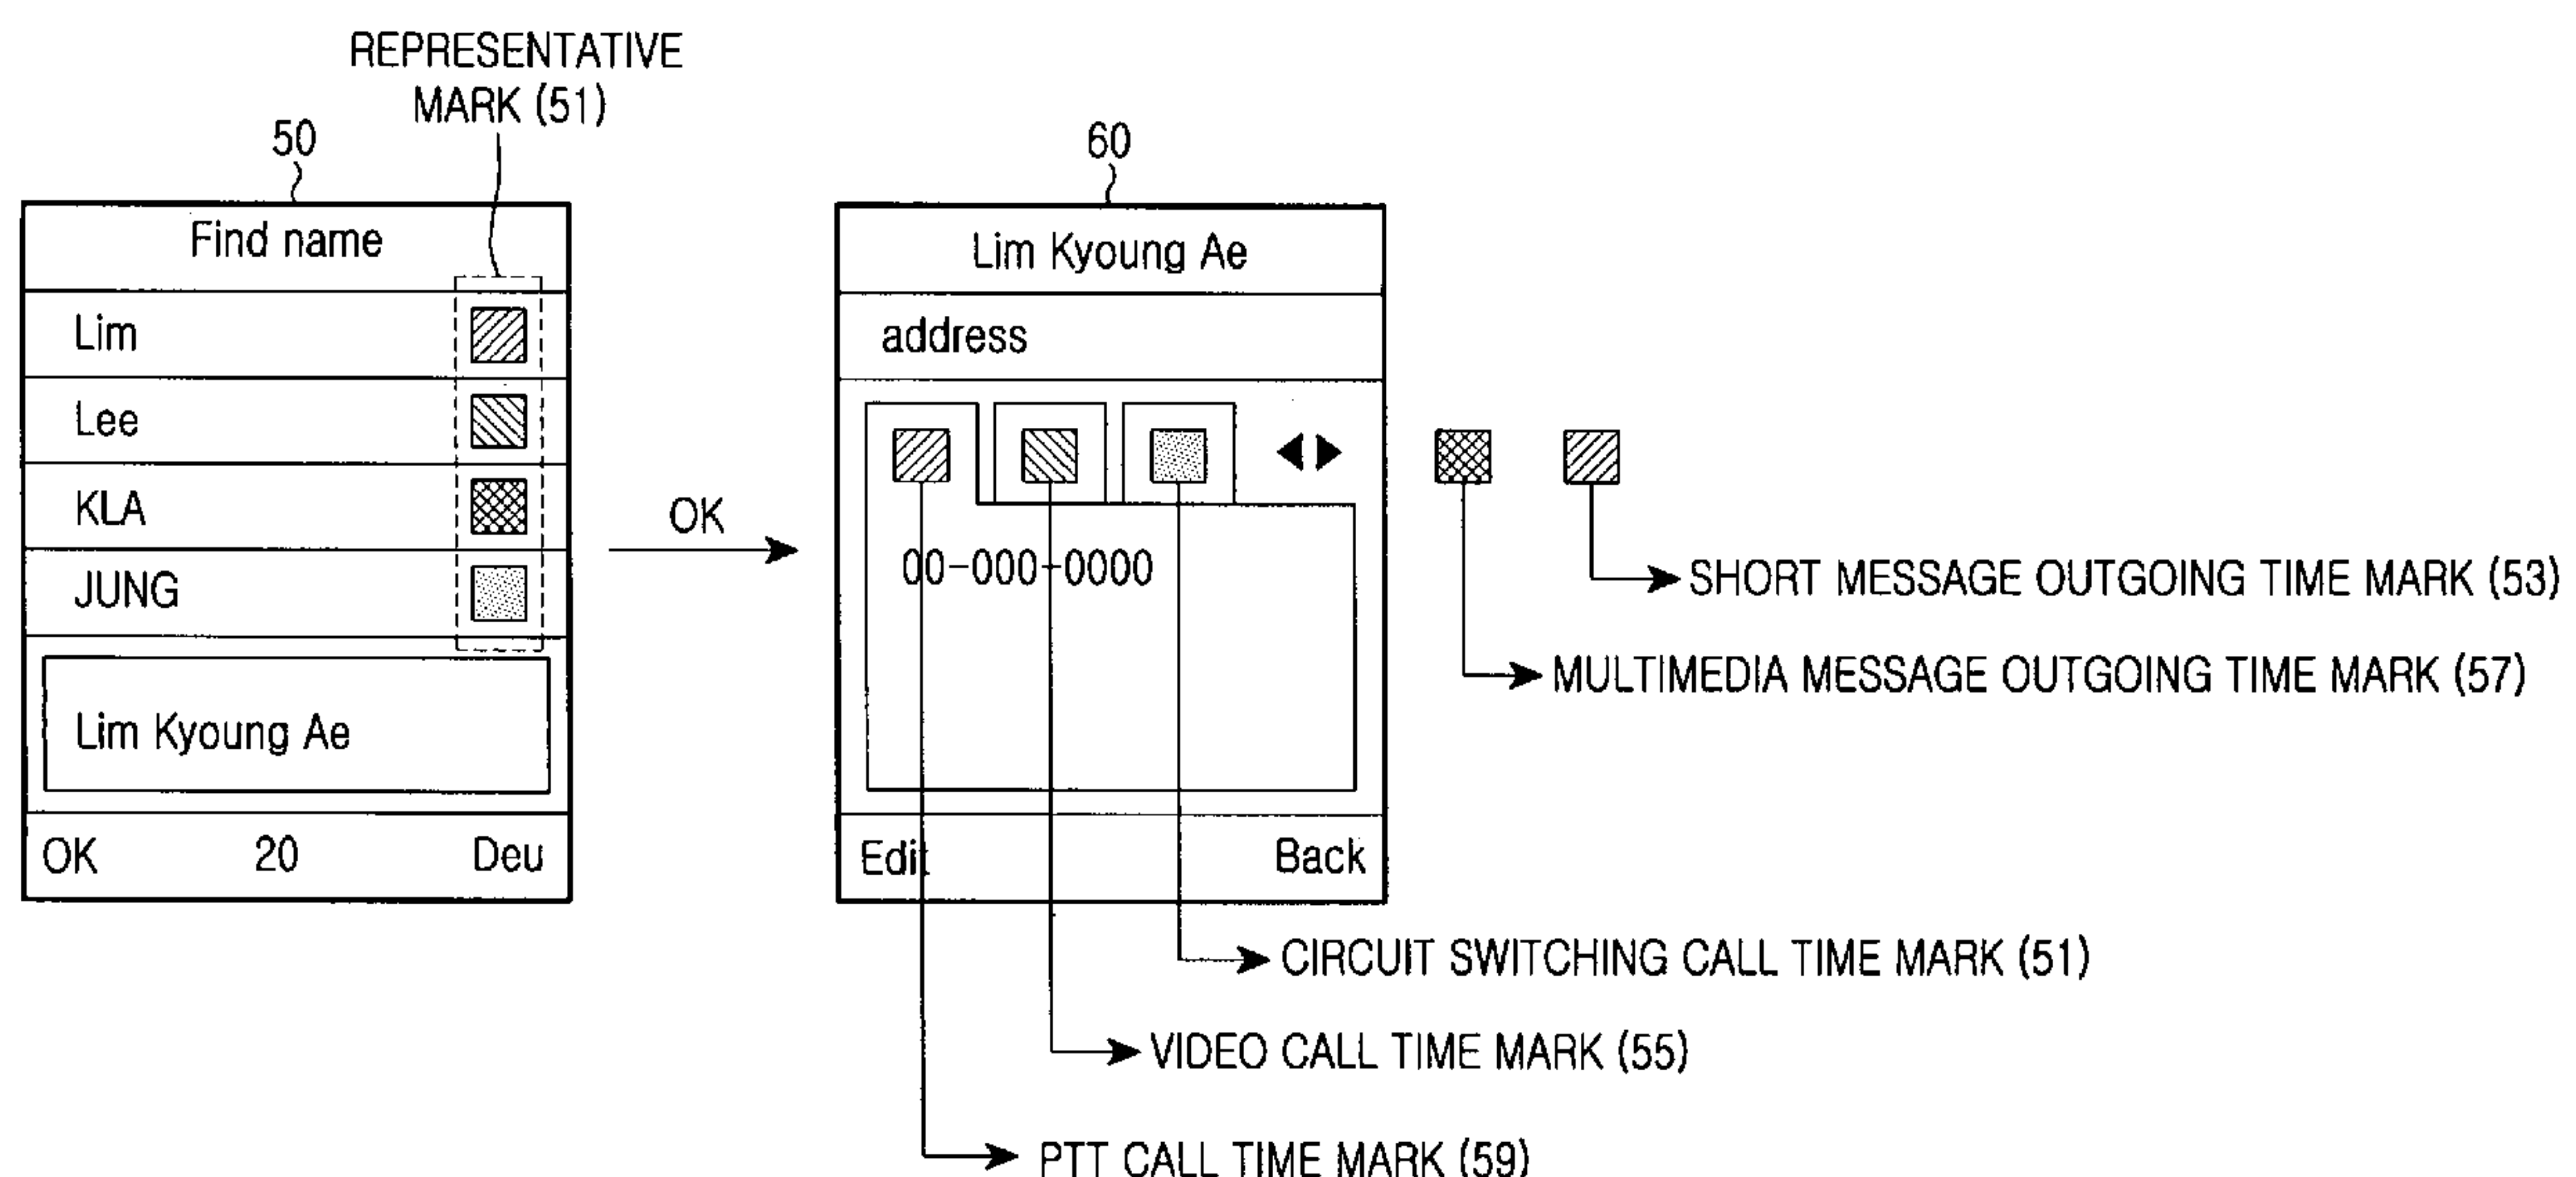 REPRESENTATIVE
MARK (51)
50
Find name
Lim
Lee
KLA
JUNG
Lim Kyoung Ae
OK 20 Deu
OK
60
Lim Kyoung Ae
address
00-000-0000
Edit Back
SHORT MESSAGE OUTGOING TIME MARK (53)
MULTIMEDIA MESSAGE OUTGOING TIME MARK (57)
CIRCUIT SWITCHING CALL TIME MARK (51)
VIDEO CALL TIME MARK (55)
PTT CALL TIME MARK (59)